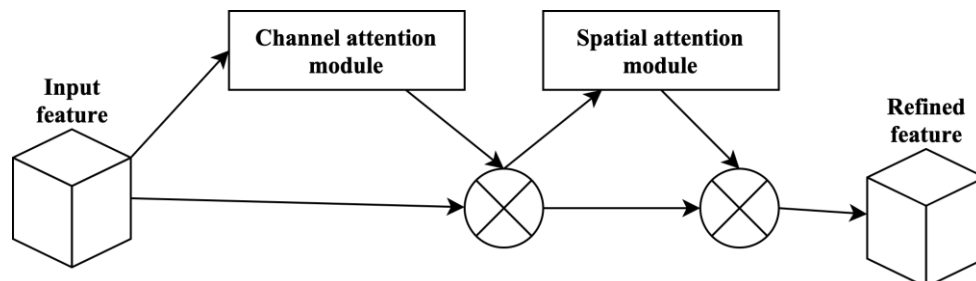 Channel attention
module
Spatial attention
module
Input
feature
Refined
feature